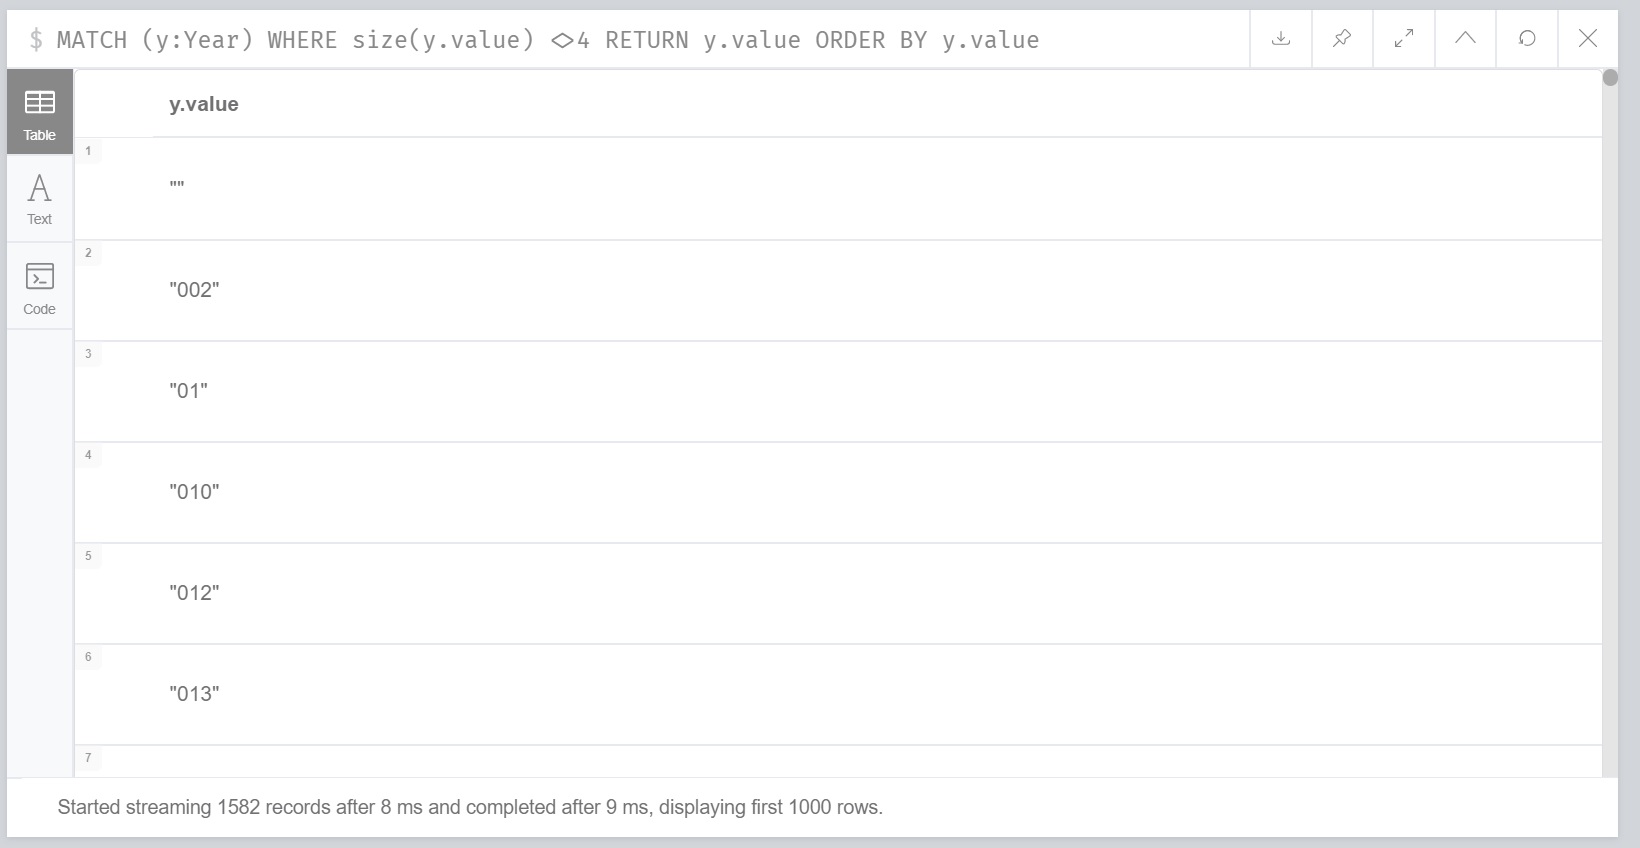 $ MATCH (y:Year) WHERE size(y.value) <>4 RETURN y.value ORDER BY y.value
Table
Text
Code
y.value
1
""
2
"002"
3
"01"
4
"010"
5
"012"
6
"013"
7
Started streaming 1582 records after 8 ms and completed after 9 ms, displaying first 1000 rows.